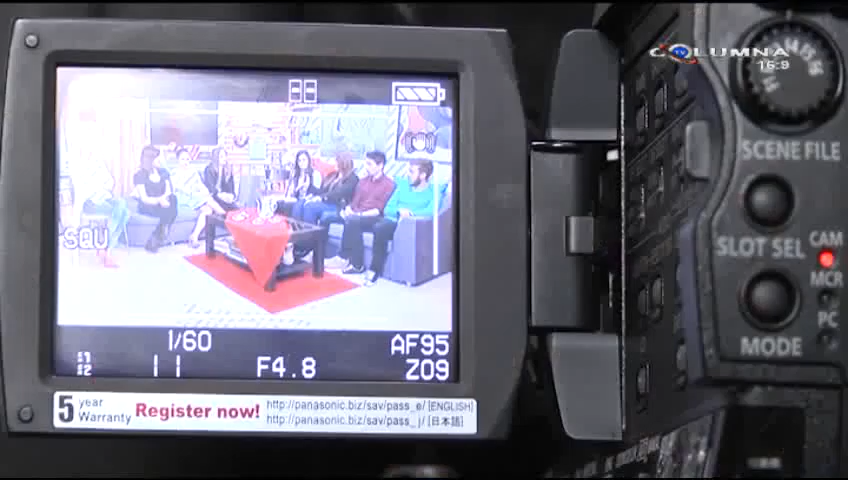 COLUMNA
TV
16:9
SQU
1/60
AF95
F4.8
Z09
5 year Warranty
Register now!
http://panasonic.biz/sav/pass_e/ [ENGLISH]
http://panasonic.biz/sav/pass_j/ [日本語]
SCENE FILE
SLOT SEL
CAM
MCR
PC
MODE